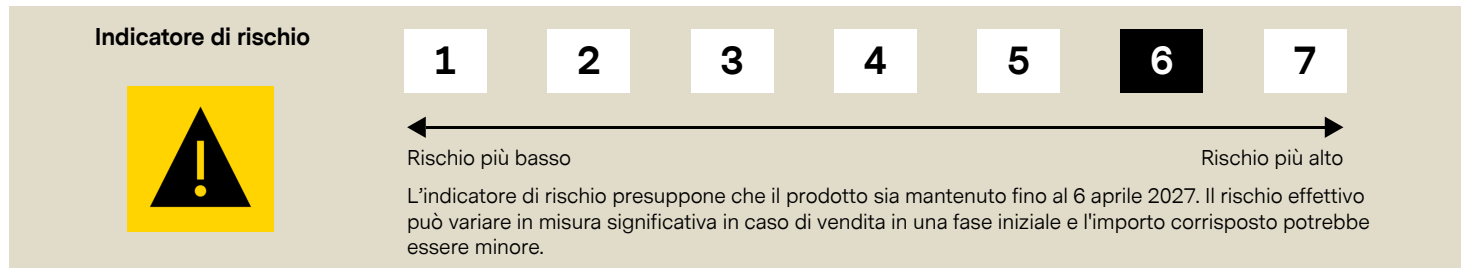 Indicatore di rischio
1 2 3 4 5 6 7
Rischio più basso Rischio più alto
L’indicatore di rischio presuppone che il prodotto sia mantenuto fino al 6 aprile 2027. Il rischio effettivo
può variare in misura significativa in caso di vendita in una fase iniziale e l'importo corrisposto potrebbe
essere minore.